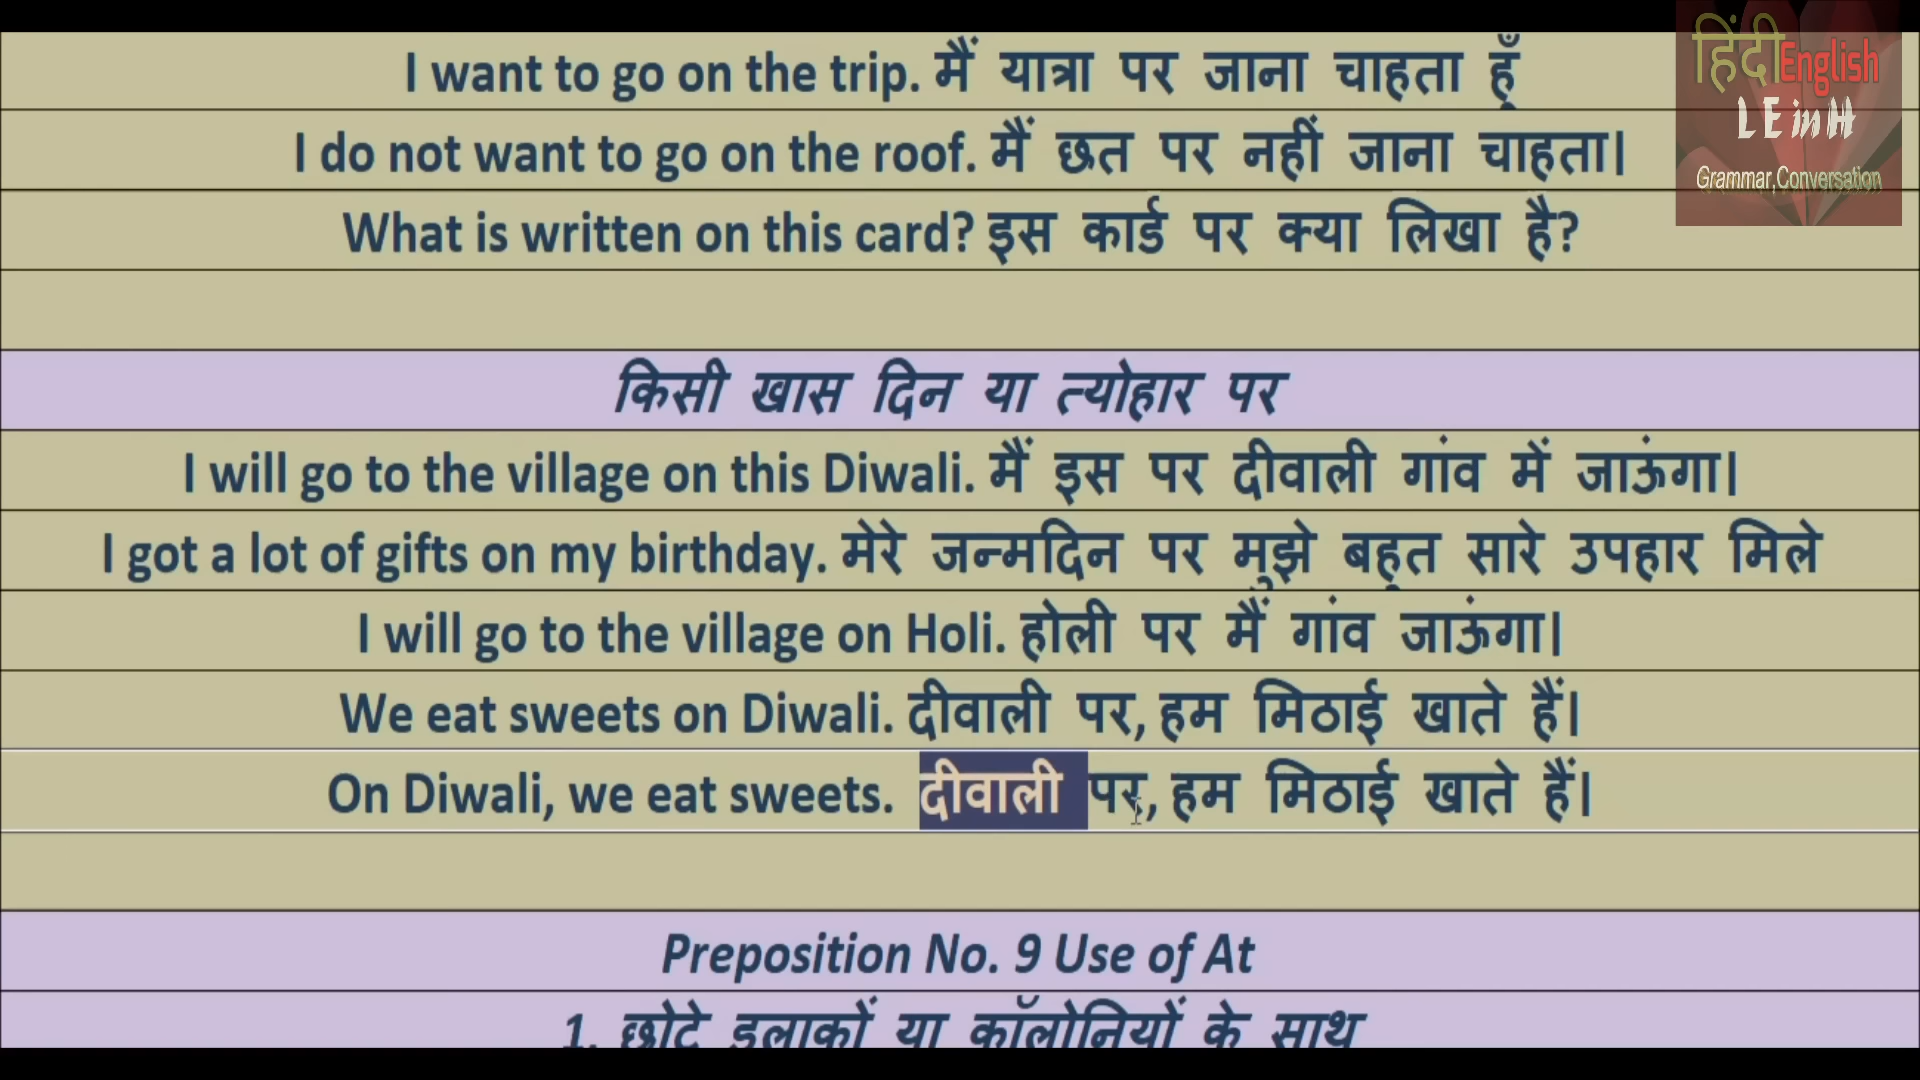 I want to go on the trip. मैं यात्रा पर जाना चाहता हूँ
I do not want to go on the roof. मैं छत पर नहीं जाना चाहता।
What is written on this card? इस कार्ड पर क्या लिखा है?
किसी खास दिन या त्योहार पर
I will go to the village on this Diwali. मैं इस पर दीवाली गांव में जाऊंगा।
I got a lot of gifts on my birthday. मेरे जन्मदिन पर मुझे बहुत सारे उपहार मिले
I will go to the village on Holi. होली पर मैं गांव जाऊंगा।
We eat sweets on Diwali. दीवाली पर, हम मिठाई खाते हैं।
On Diwali, we eat sweets. दीवाली पर, हम मिठाई खाते हैं।
Preposition No. 9 Use of At
1. छोटे इलाकों या कॉलोनियों के साथ
हिंदी English
L E in H
Grammar,Conversation